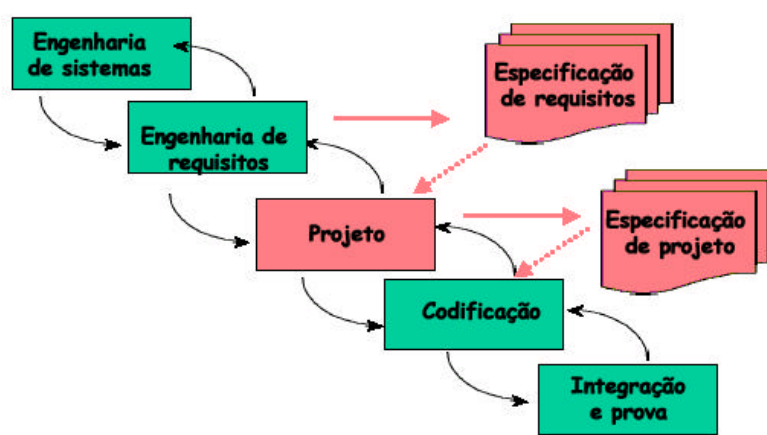 Engenharia
de sistemas
Especificação
de requisitos
Engenharia de
requisitos
Projeto
Especificação
de projeto
Codificação
Integração
e prova